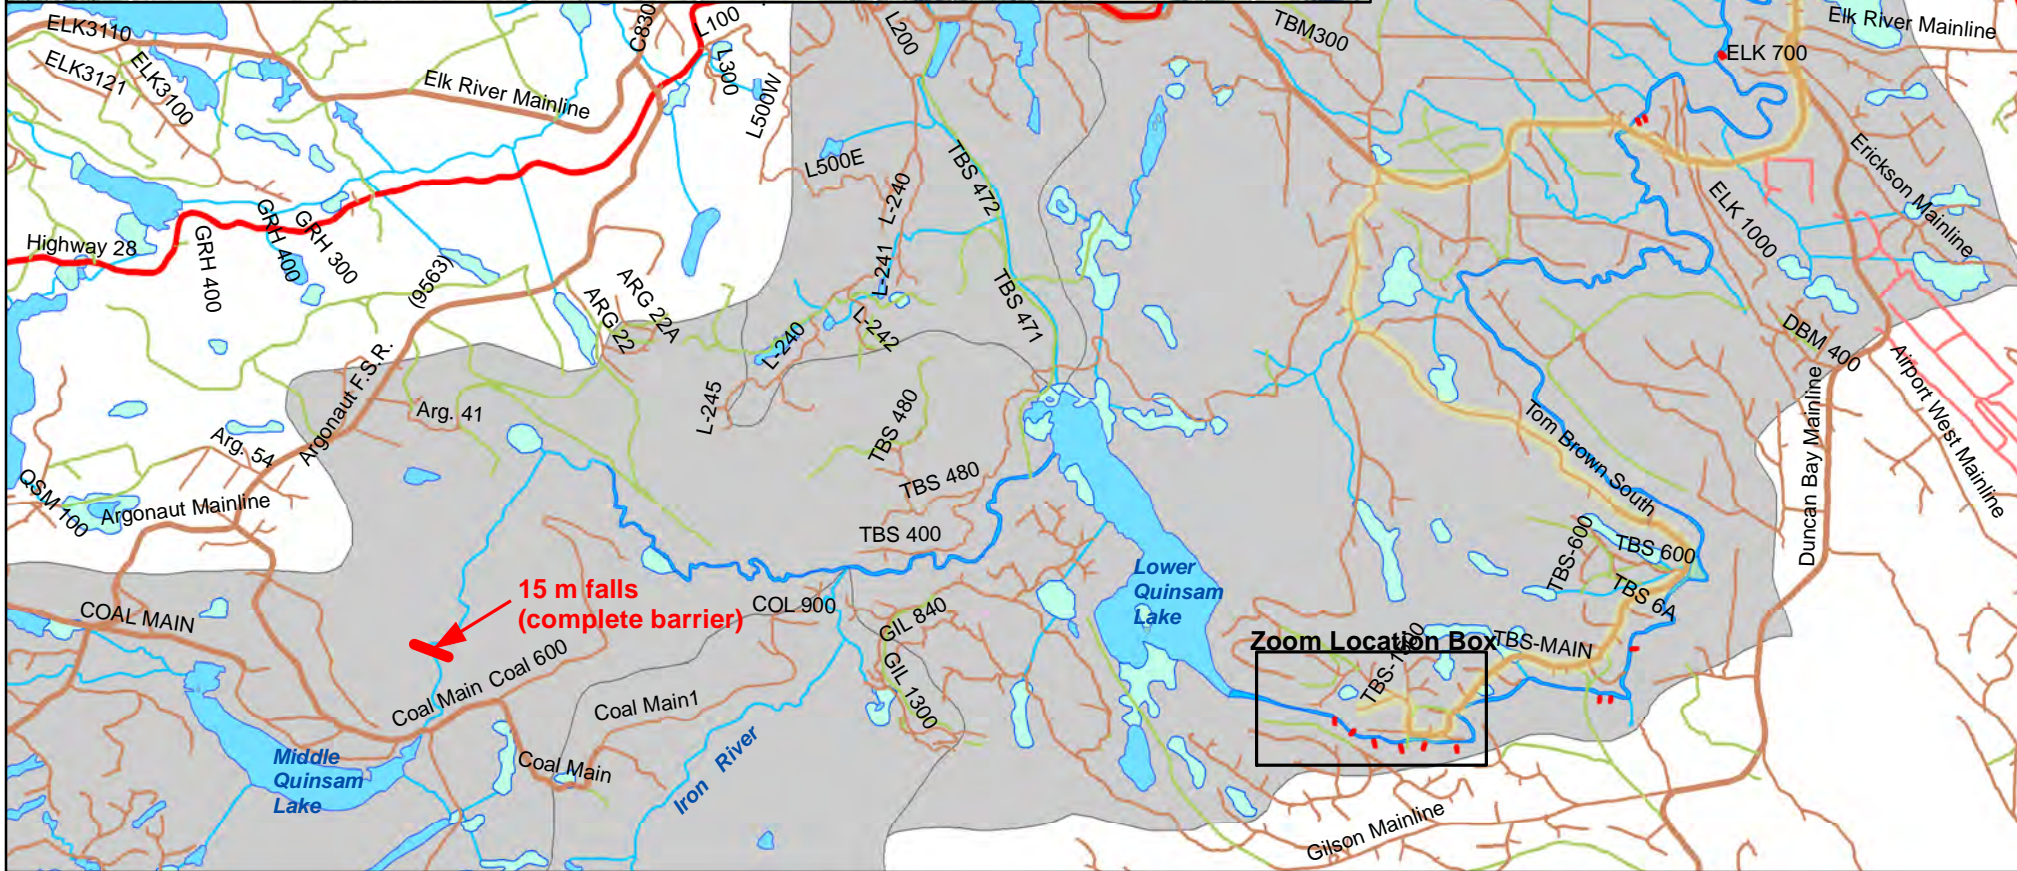 ELK3110
ELK3121
ELK3100
Elk River Mainline
C830
L100
L300
L500W
L200
TBM300
Elk River Mainline
ELK 700
Erickson Mainline
ELK 1000
L500E
L-240
TBS 472
L-241
TBS 471
Highway 28
GRH 400
GRH 400
GRH 300
(9563)
ARG 22
ARG 22A
L-240
L-242
L-245
DBM 400
Airport West Mainline
Duncan Bay Mainline
Argonaut F.S.R.
Arg. 41
Arg. 54
QSM 100
Argonaut Mainline
TBS 480
TBS 480
TBS 400
Tom Brown South
TBS-600
TBS 600
TBS 6A
TBS-MAIN
Lower
Quinsam
Lake
15 m falls
(complete barrier)
COAL MAIN
COL 900
GIL 840
GIL 1300
Coal Main Coal 600
Coal Main1
Coal Main
Iron River
Middle
Quinsam
Lake
Zoom Location Box
Gilson Mainline